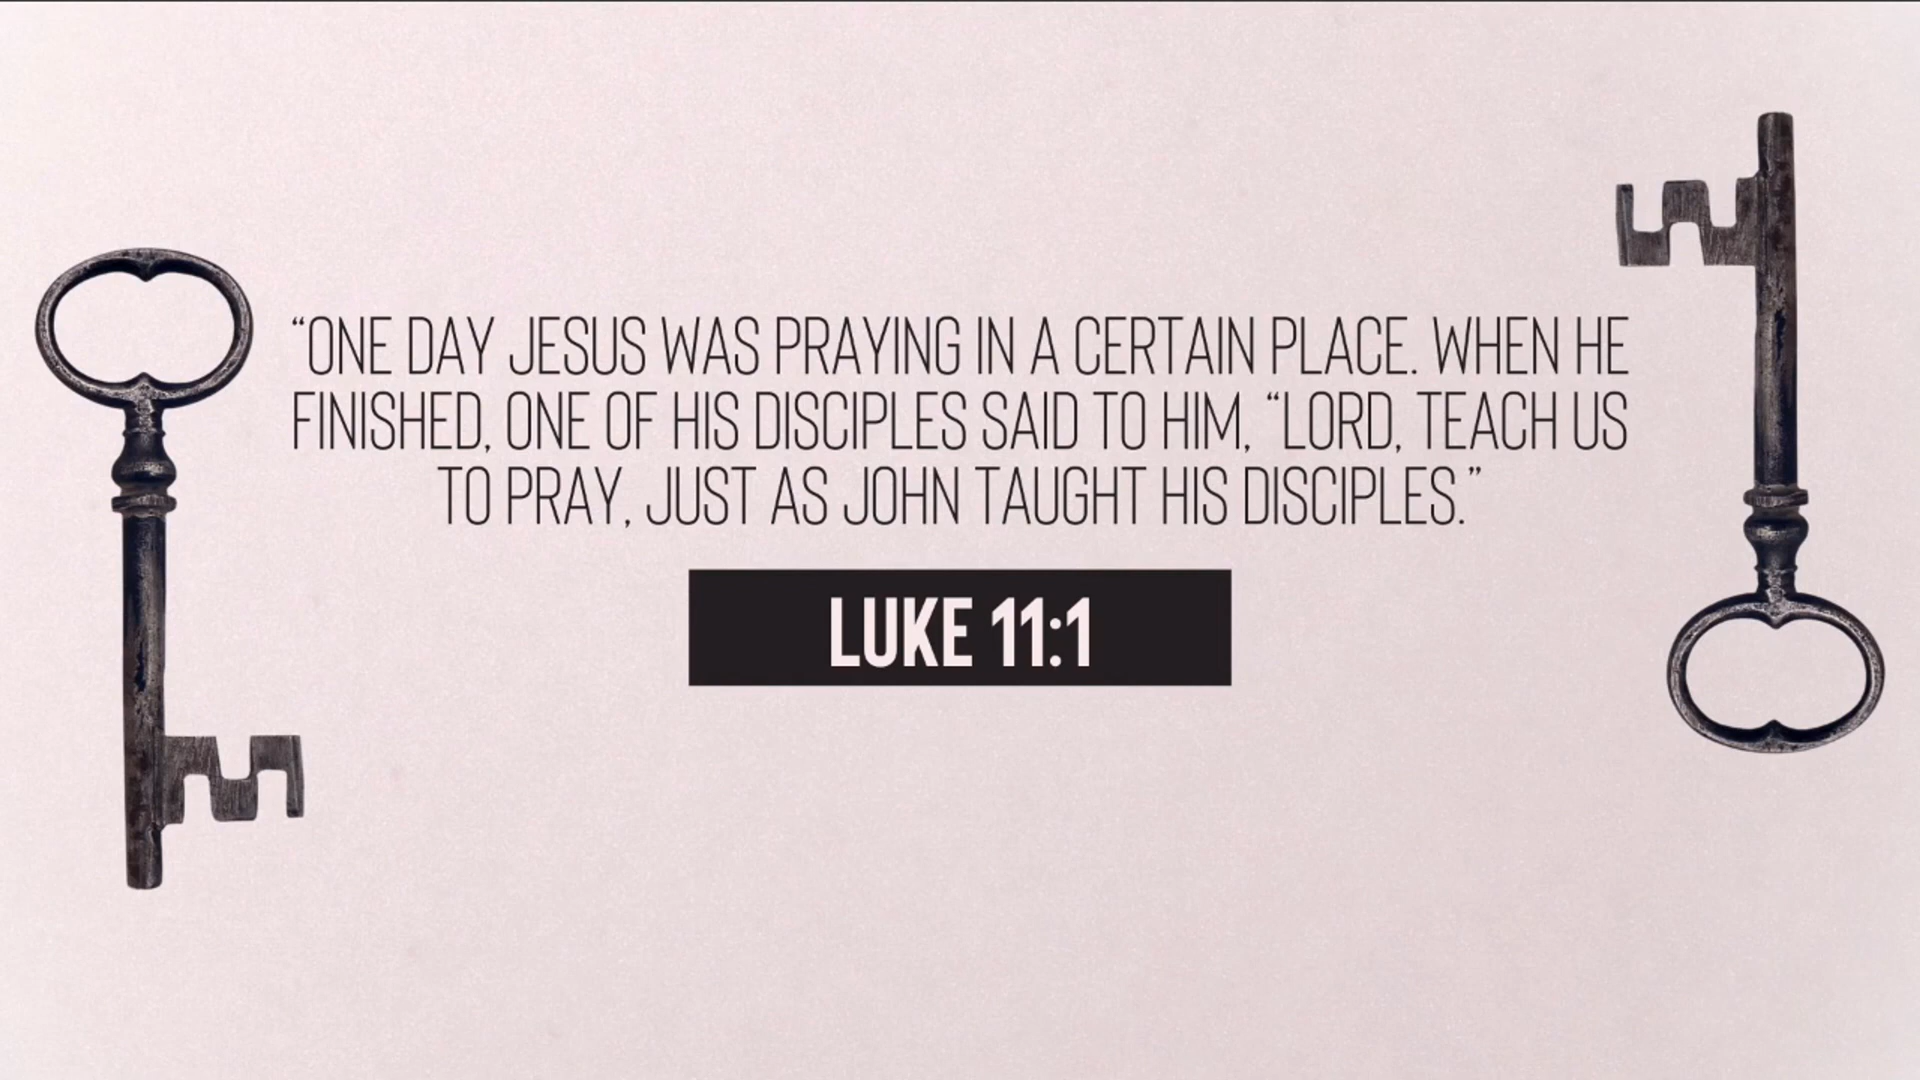 “ONE DAY JESUS WAS PRAYING IN A CERTAIN PLACE. WHEN HE
FINISHED, ONE OF HIS DISCIPLES SAID TO HIM, “LORD, TEACH US
TO PRAY, JUST AS JOHN TAUGHT HIS DISCIPLES.”
LUKE 11:1